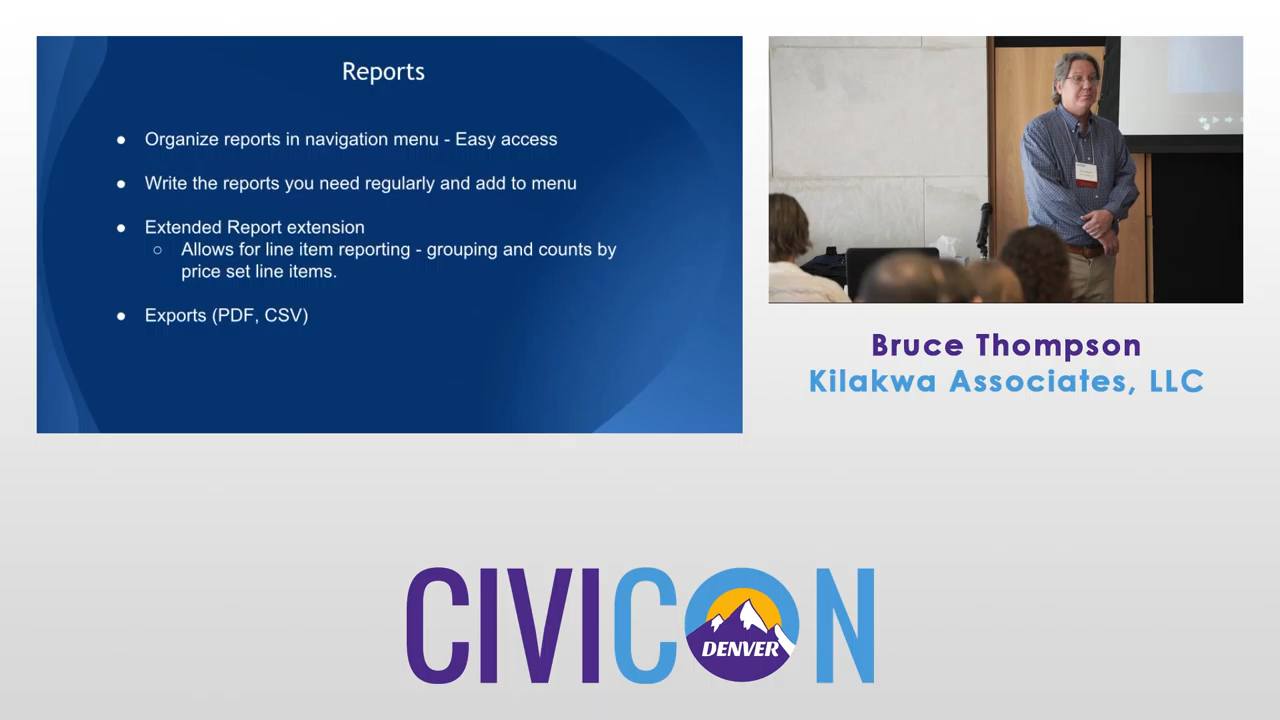 Reports
● Organize reports in navigation menu - Easy access
● Write the reports you need regularly and add to menu
● Extended Report extension
○ Allows for line item reporting - grouping and counts by
price set line items.
● Exports (PDF, CSV)
Bruce Thompson
Kilakwa Associates, LLC
CIVICON
DENVER